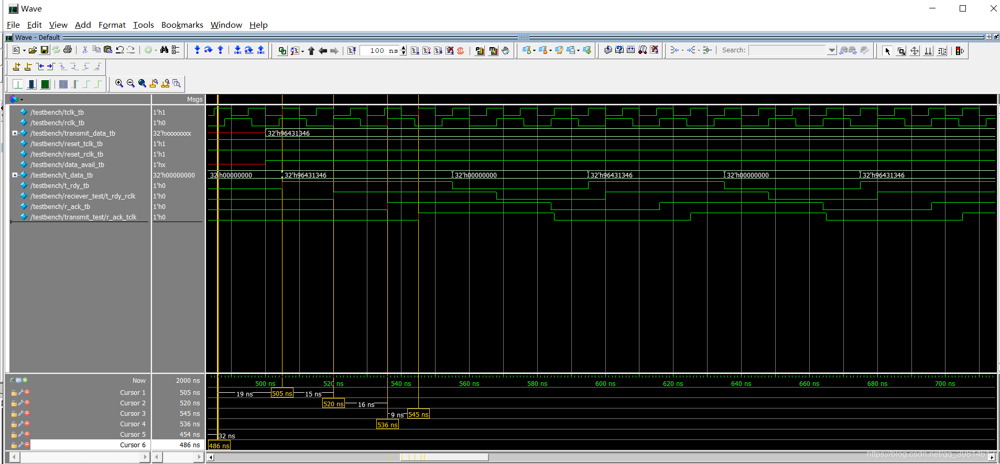 Wave
File Edit View Add Format Tools Bookmarks Window Help
Wave - Default
100 ns
Search:
Msgs
/testbench/tclk_tb 1'h1
/testbench/rclk_tb 1'h0
/testbench/transmit_data_tb 32'hxxxxxxxx 32'h96431346
/testbench/reset_tclk_tb 1'h1
/testbench/reset_rclk_tb 1'h1
/testbench/data_avail_tb 1'hx
/testbench/t_data_tb 32'h00000000 32'h00000000 32'h96431346 32'h00000000 32'h96431346 32'h00000000 32'h96431346
/testbench/t_rdy_tb 1'h0
/testbench/reciever_test/t_rdy_rclk 1'h0
/testbench/r_ack_tb 1'h0
/testbench/transmit_test/r_ack_tclk 1'h0
Now 2000 ns 500 ns 520 ns 540 ns 560 ns 580 ns 600 ns 620 ns 640 ns 660 ns 680 ns 700 ns
Cursor 1 505 ns 19 ns 505 ns 15 ns
Cursor 2 520 ns 520 ns 16 ns
Cursor 3 545 ns 9 ns 545 ns
Cursor 4 536 ns 536 ns
Cursor 5 454 ns 32 ns
Cursor 6 486 ns 486 ns